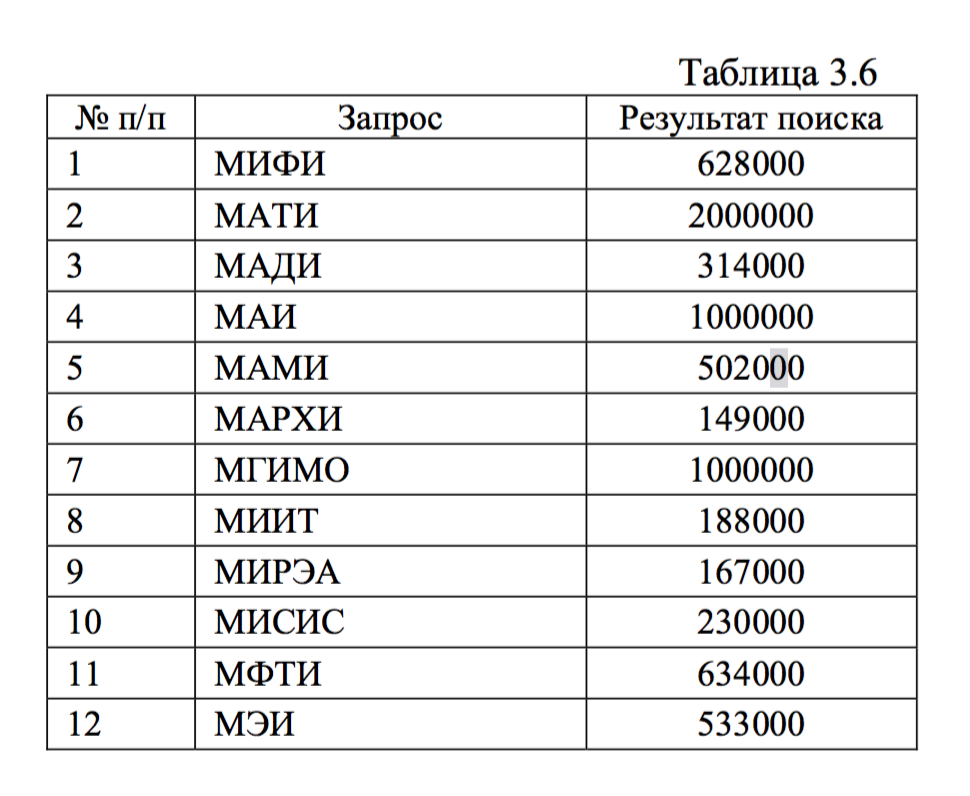 Таблица 3.6
№ п/п Запрос Результат поиска
1 МИФИ 628000
2 МАТИ 2000000
3 МАДИ 314000
4 МАИ 1000000
5 МАМИ 502000
6 МАРХИ 149000
7 МГИМО 1000000
8 МИИТ 188000
9 МИРЭА 167000
10 МИСИС 230000
11 МФТИ 634000
12 МЭИ 533000